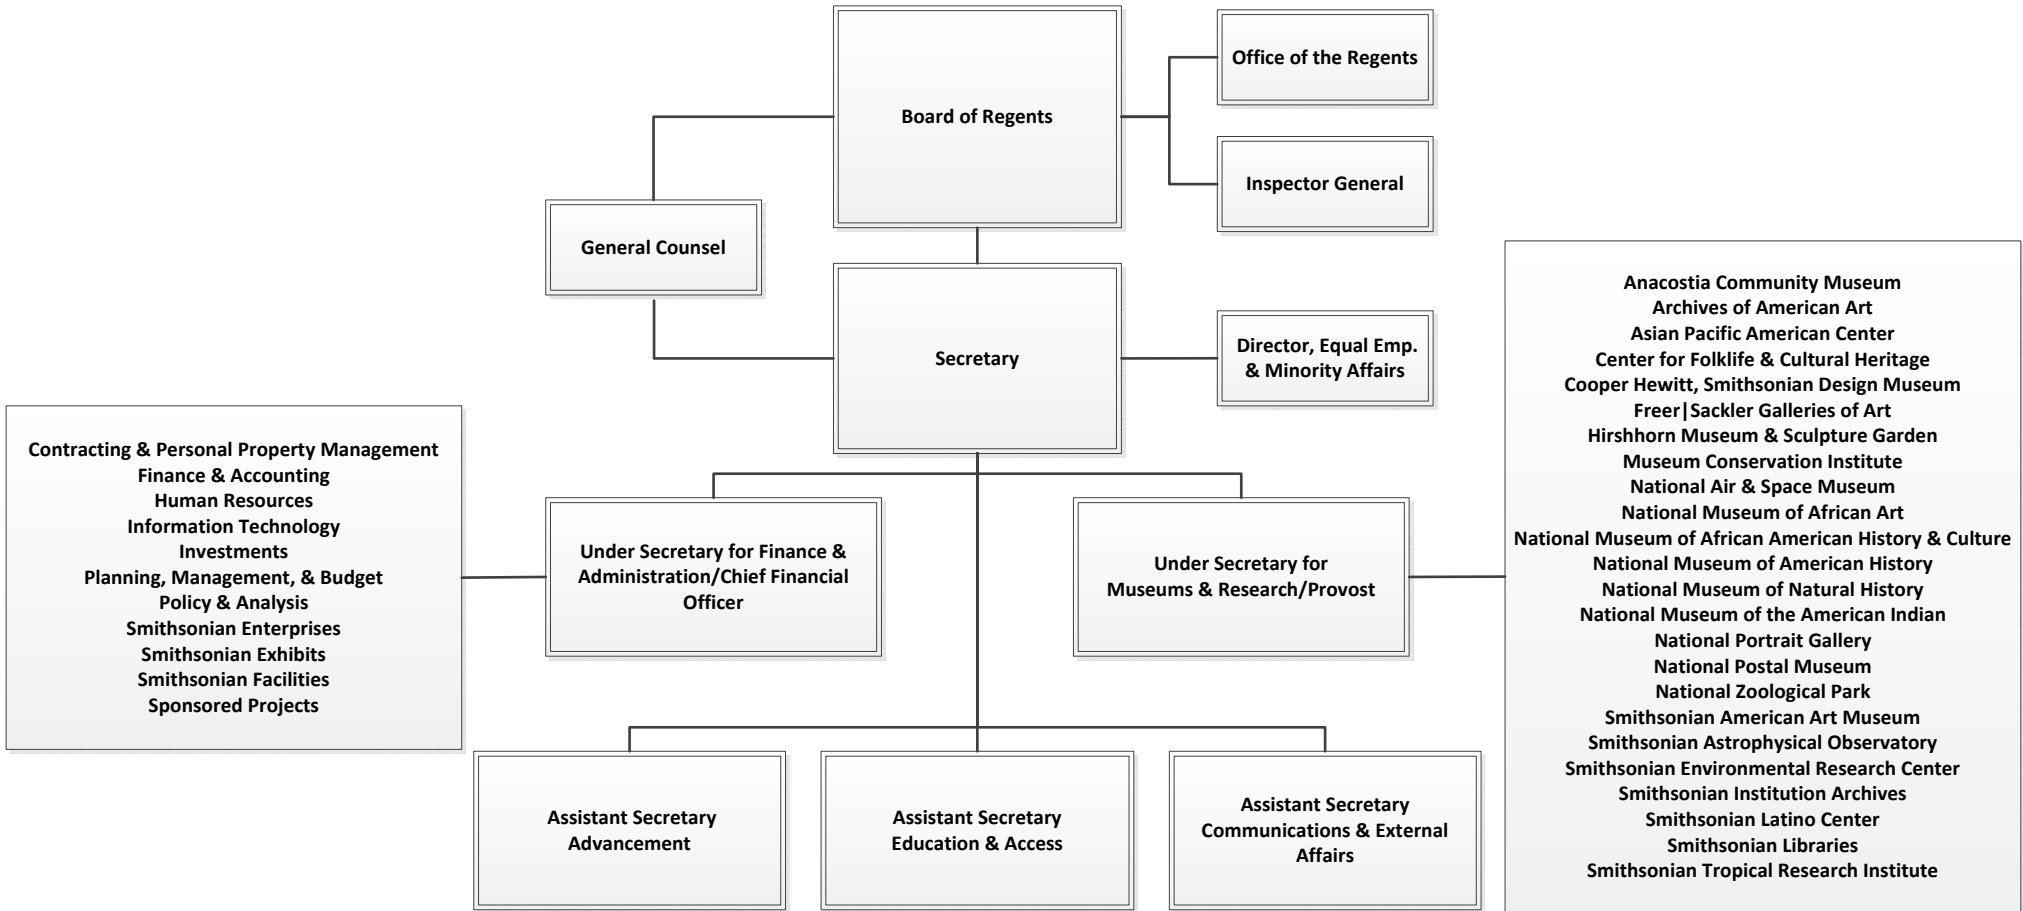 Board of Regents
Office of the Regents
Inspector General
General Counsel
Secretary
Director, Equal Emp.
& Minority Affairs
Contracting & Personal Property Management
Finance & Accounting
Human Resources
Information Technology
Investments
Planning, Management, & Budget
Policy & Analysis
Smithsonian Enterprises
Smithsonian Exhibits
Smithsonian Facilities
Sponsored Projects
Under Secretary for Finance &
Administration/Chief Financial
Officer
Under Secretary for
Museums & Research/Provost
Anacostia Community Museum
Archives of American Art
Asian Pacific American Center
Center for Folklife & Cultural Heritage
Cooper Hewitt, Smithsonian Design Museum
Freer|Sackler Galleries of Art
Hirshhorn Museum & Sculpture Garden
Museum Conservation Institute
National Air & Space Museum
National Museum of African Art
National Museum of African American History & Culture
National Museum of American History
National Museum of Natural History
National Museum of the American Indian
National Portrait Gallery
National Postal Museum
National Zoological Park
Smithsonian American Art Museum
Smithsonian Astrophysical Observatory
Smithsonian Environmental Research Center
Smithsonian Institution Archives
Smithsonian Latino Center
Smithsonian Libraries
Smithsonian Tropical Research Institute
Assistant Secretary
Advancement
Assistant Secretary
Education & Access
Assistant Secretary
Communications & External
Affairs